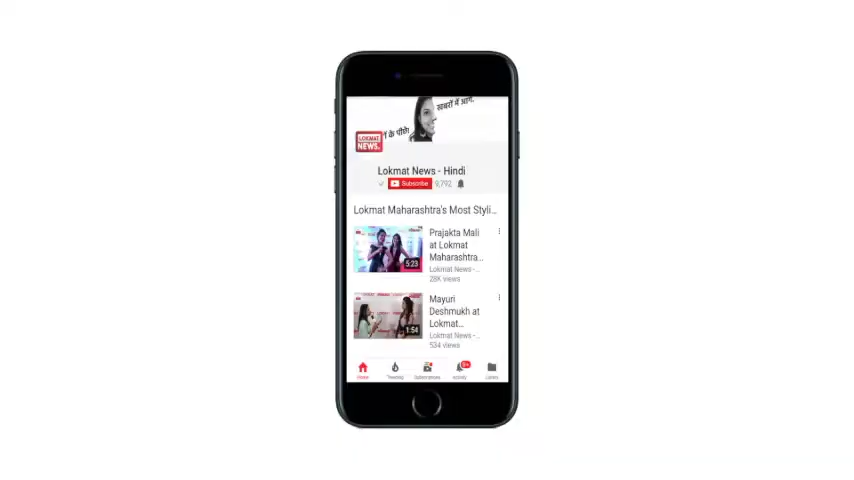 खबरों में आगे,
के पीछे!
LOKMAT
NEWS
Lokmat News - Hindi
Subscribe 9,792
Lokmat Maharashtra's Most Styli...
Prajakta Mali
at Lokmat
Maharashtra...
Lokmat News -...
28K views
5:23
Mayuri
Deshmukh at
Lokmat...
Lokmat News -...
534 views
1:54
Home Trending Subscriptions Activity Library